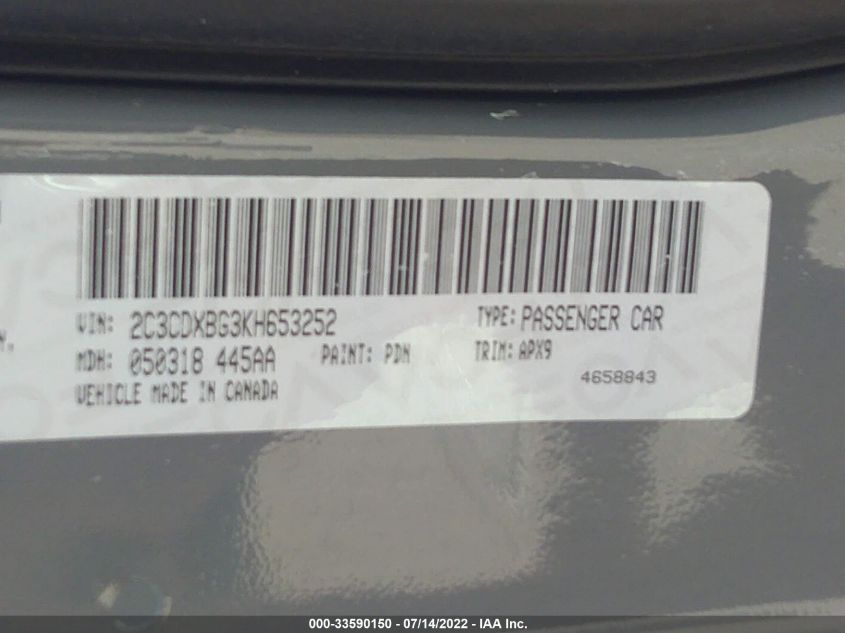 VIN: 2C3CDXBG3KH653252 TYPE: PASSENGER CAR
MDH: 050318 445AA PAINT: PDN TRIM: APX9
VEHICLE MADE IN CANADA 4658843
000-33590150 - 07/14/2022 - IAA Inc.